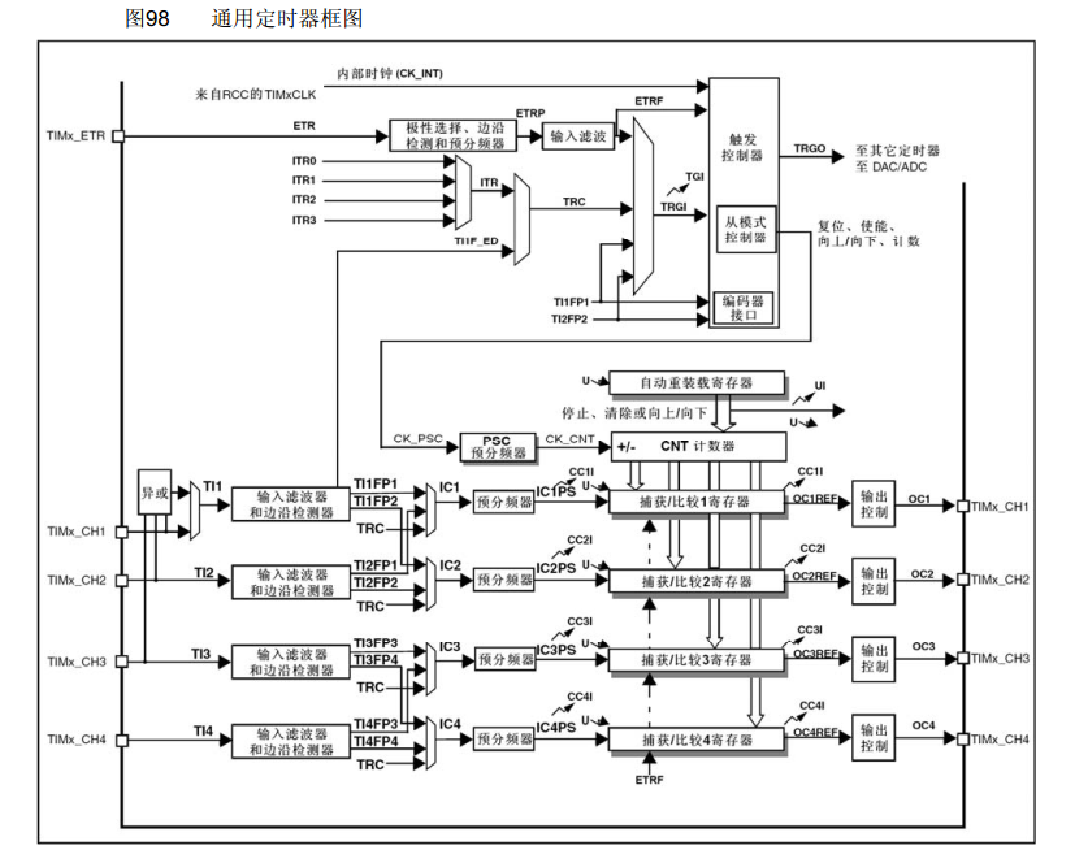 图98 通用定时器框图
内部时钟(CK_INT)
来自RCC的TIMxCLK
TIMx_ETR
ETR
极性选择、边沿
检测和预分频器
ETRP
输入滤波
ETRF
触发
控制器
TRGO
至其它定时器
至 DAC/ADC
ITR0
ITR1
ITR2
ITR3
ITR
TRC
TI1F_ED
TGI
TRGI
从模式
控制器
复位、使能、
向上/向下、计数
TI1FP1
TI2FP2
编码器
接口
U
自动重装载寄存器
UI
停止、清除或向上/向下
U
CK_PSC
PSC
预分频器
CK_CNT
+/-
CNT 计数器
异或
TI1
输入滤波器
和边沿检测器
TI1FP1
TI1FP2
TRC
IC1
预分频器
IC1PS
CC1I
U
捕获/比较1寄存器
CC1I
OC1REF
输出
控制
OC1
TIMx_CH1
TIMx_CH1
TIMx_CH2
TI2
输入滤波器
和边沿检测器
TI2FP1
TI2FP2
TRC
IC2
预分频器
IC2PS
CC2I
U
捕获/比较2寄存器
CC2I
OC2REF
输出
控制
OC2
TIMx_CH2
TIMx_CH3
TI3
输入滤波器
和边沿检测器
TI3FP3
TI3FP4
TRC
IC3
预分频器
IC3PS
CC3I
U
捕获/比较3寄存器
CC3I
OC3REF
输出
控制
OC3
TIMx_CH3
TIMx_CH4
TI4
输入滤波器
和边沿检测器
TI4FP3
TI4FP4
TRC
IC4
预分频器
IC4PS
CC4I
U
捕获/比较4寄存器
CC4I
OC4REF
输出
控制
OC4
TIMx_CH4
ETRF